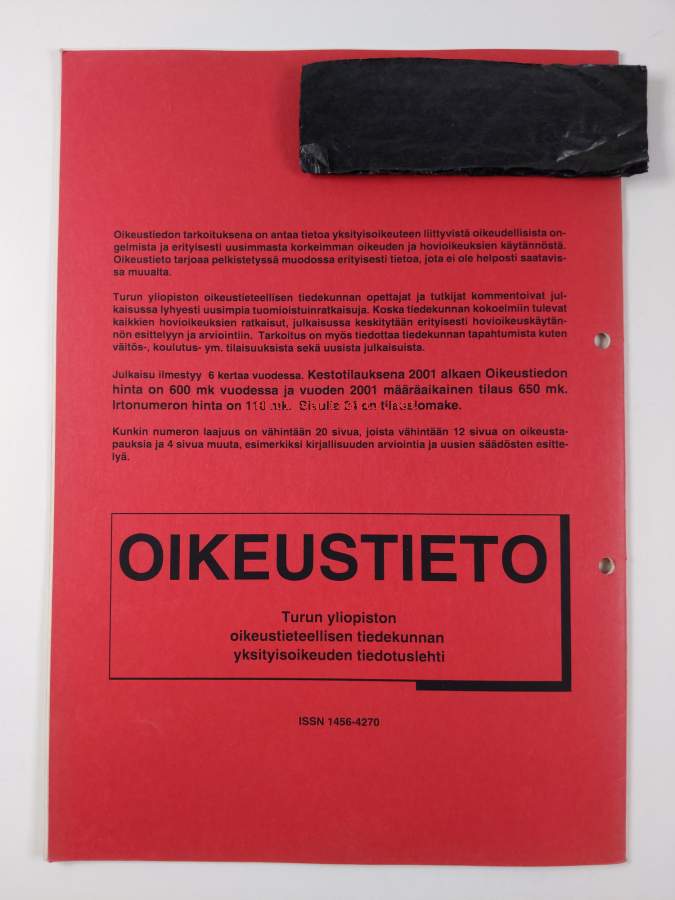 Oikeustiedon tarkoituksena on antaa tietoa yksityisoikeuteen liittyvistä oikeudellisista on-
gelmista ja erityisesti uusimmasta korkeimman oikeuden ja hovioikeuksien käytännöstä.
Oikeustieto tarjoaa pelkistetyssä muodossa erityisesti tietoa, jota ei ole helposti saatavis-
sa muualta.
Turun yliopiston oikeustieteellisen tiedekunnan opettajat ja tutkijat kommentoivat jul-
kaisussa lyhyesti uusimpia tuomioistuinratkaisuja. Koska tiedekunnan kokoelmiin tulevat
kaikkien hovioikeuksien ratkaisut, julkaisussa keskitytään erityisesti hovioikeuskäytän-
nön esittelyyn ja arviointiin. Tarkoitus on myös tiedottaa tiedekunnan tapahtumista kuten
väitös-, koulutus- ym. tilaisuuksista sekä uusista julkaisuista.
Julkaisu ilmestyy 6 kertaa vuodessa. Kestotilauksena 2001 alkaen Oikeustiedon
hinta on 600 mk vuodessa ja vuoden 2001 määräaikainen tilaus 650 mk.
Irtonumeron hinta on 110 mk. Sivulla 24 on tilauslomake.
Kunkin numeron laajuus on vähintään 20 sivua, joista vähintään 12 sivua on oikeusta-
pauksia ja 4 sivua muuta, esimerkiksi kirjallisuuden arviointia ja uusien säädösten esitte-
lyä.
OIKEUSTIETO
Turun yliopiston
oikeustieteellisen tiedekunnan
yksityisoikeuden tiedotuslehti
ISSN 1456-4270